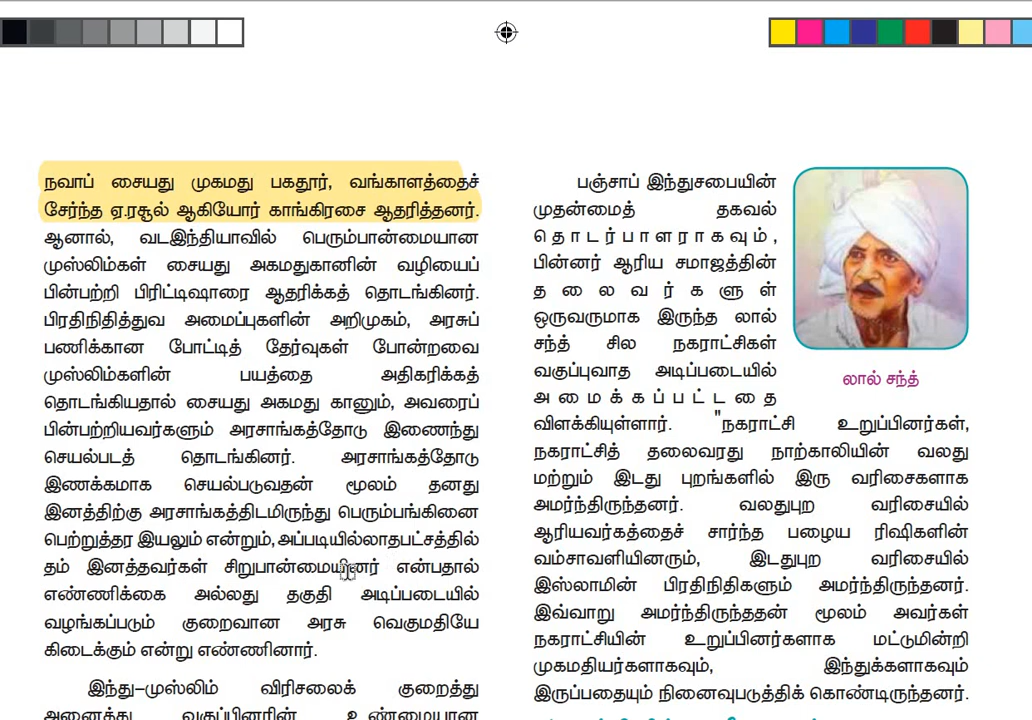 நவாப் சையது முகமது பகதூர், வங்காளத்தைச்
சேர்ந்த ஏ.ரசூல் ஆகியோர் காங்கிரசை ஆதரித்தனர்.
ஆனால், வடஇந்தியாவில் பெரும்பான்மையான
முஸ்லிம்கள் சையது அகமதுகானின் வழியைப்
பின்பற்றி பிரிட்டிஷாரை ஆதரிக்கத் தொடங்கினர்.
பிரதிநிதித்துவ அமைப்புகளின் அறிமுகம், அரசுப்
பணிக்கான போட்டித் தேர்வுகள் போன்றவை
முஸ்லிம்களின் பயத்தை அதிகரிக்கத்
தொடங்கியதால் சையது அகமது கானும், அவரைப்
பின்பற்றியவர்களும் அரசாங்கத்தோடு இணைந்து
செயல்படத் தொடங்கினர். அரசாங்கத்தோடு
இணக்கமாக செயல்படுவதன் மூலம் தனது
இனத்திற்கு அரசாங்கத்திடமிருந்து பெரும்பங்கினை
பெற்றுத்தர இயலும் என்றும், அப்படியில்லாதபட்சத்தில்
தம் இனத்தவர்கள் சிறுபான்மையினர் என்பதால்
எண்ணிக்கை அல்லது தகுதி அடிப்படையில்
வழங்கப்படும் குறைவான அரசு வெகுமதியே
கிடைக்கும் என்று எண்ணினார்.
இந்து–முஸ்லிம் விரிசலைக் குறைத்து
அனைத்து வகுப்பினரின் உண்மையான
பஞ்சாப் இந்துசபையின்
முதன்மைத் தகவல்
தொடர்பாளராகவும்,
பின்னர் ஆரிய சமாஜத்தின்
தலைவர்களுள்
ஒருவருமாக இருந்த லால்
சந்த் சில நகராட்சிகள்
வகுப்புவாத அடிப்படையில்
அமைக்கப்பட்டதை
விளக்கியுள்ளார். "நகராட்சி உறுப்பினர்கள்,
நகராட்சித் தலைவரது நாற்காலியின் வலது
மற்றும் இடது புறங்களில் இரு வரிசைகளாக
அமர்ந்திருந்தனர். வலதுபுற வரிசையில்
ஆரியவர்கத்தைச் சார்ந்த பழைய ரிஷிகளின்
வம்சாவளியினரும், இடதுபுற வரிசையில்
இஸ்லாமின் பிரதிநிதிகளும் அமர்ந்திருந்தனர்.
இவ்வாறு அமர்ந்திருந்ததன் மூலம் அவர்கள்
நகராட்சியின் உறுப்பினர்களாக மட்டுமின்றி
முகமதியர்களாகவும், இந்துக்களாகவும்
இருப்பதையும் நினைவுபடுத்திக் கொண்டிருந்தனர்.
லால் சந்த்